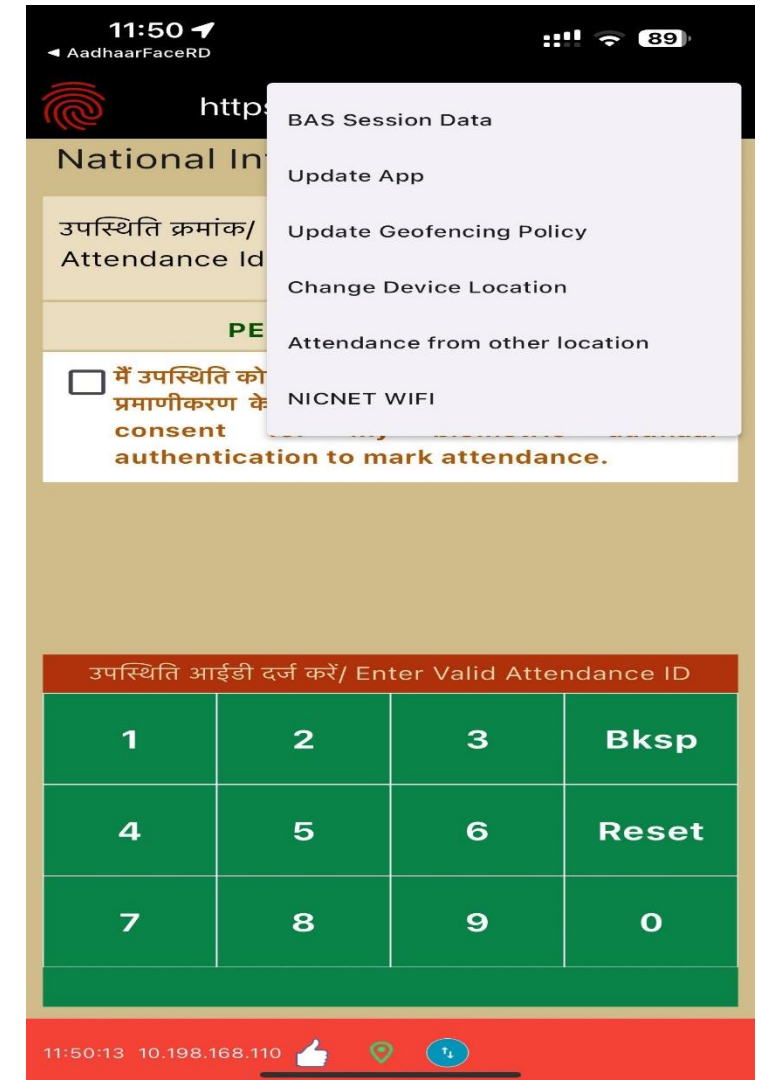 11:50
89
◄ AadhaarFaceRD
https
BAS Session Data
Update App
Update Geofencing Policy
Change Device Location
Attendance from other location
NICNET WIFI
National In
उपस्थिति क्रमांक/
Attendance Id
PE
मैं उपस्थिति को
प्रमाणीकरण के
consent
authentication to mark attendance.
उपस्थिति आईडी दर्ज करें/ Enter Valid Attendance ID
1 2 3 Bksp
4 5 6 Reset
7 8 9 0
11:50:13 10.198.168.110